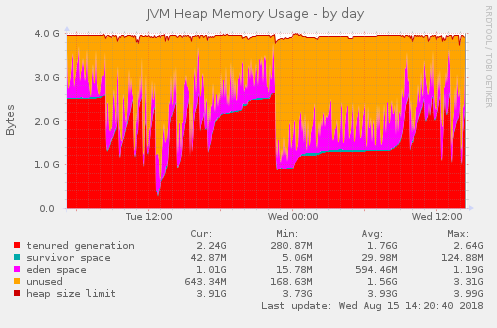 JVM Heap Memory Usage - by day
RRDTOOL / TOBI OETIKER
Bytes
4.0 G
3.0 G
2.0 G
1.0 G
0.0
Tue 12:00 Wed 00:00 Wed 12:00
Cur: Min: Avg: Max:
tenured generation 2.24G 280.87M 1.76G 2.64G
survivor space 42.87M 5.06M 29.98M 124.88M
eden space 1.01G 15.78M 594.46M 1.19G
unused 643.34M 168.63M 1.56G 3.31G
heap size limit 3.91G 3.73G 3.93G 3.99G
Last update: Wed Aug 15 14:20:40 2018